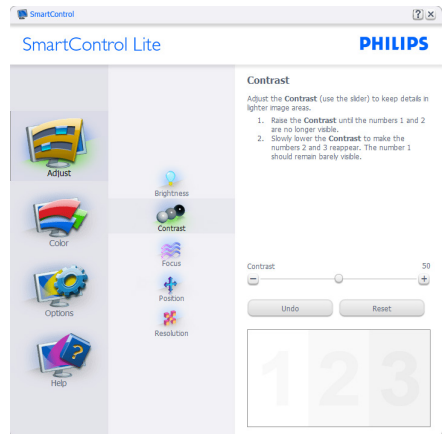 SmartControl
SmartControl Lite
PHILIPS
Adjust
Color
Options
Help
Brightness
Contrast
Focus
Position
Resolution
Contrast
Adjust the Contrast (use the slider) to keep details in
lighter image areas.
1. Raise the Contrast until the numbers 1 and 2
are no longer visible.
2. Slowly lower the Contrast to make the
numbers 2 and 3 reappear. The number 1
should remain barely visible.
Contrast 50
Undo Reset
1 2 3